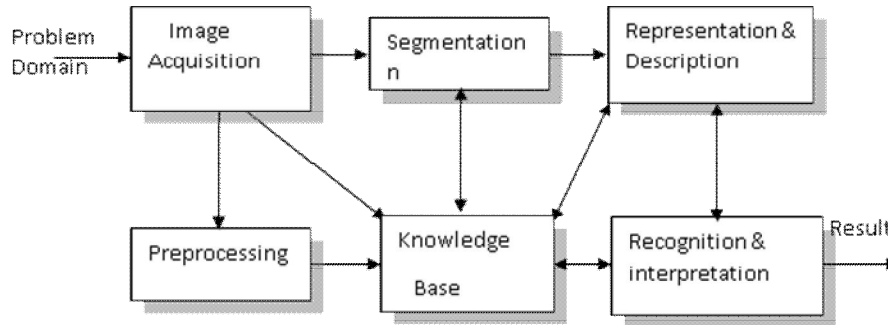 Problem
Domain
Image
Acquisition
Segmentation
n
Representation &
Description
Preprocessing
Knowledge
Base
Recognition &
interpretation
Result